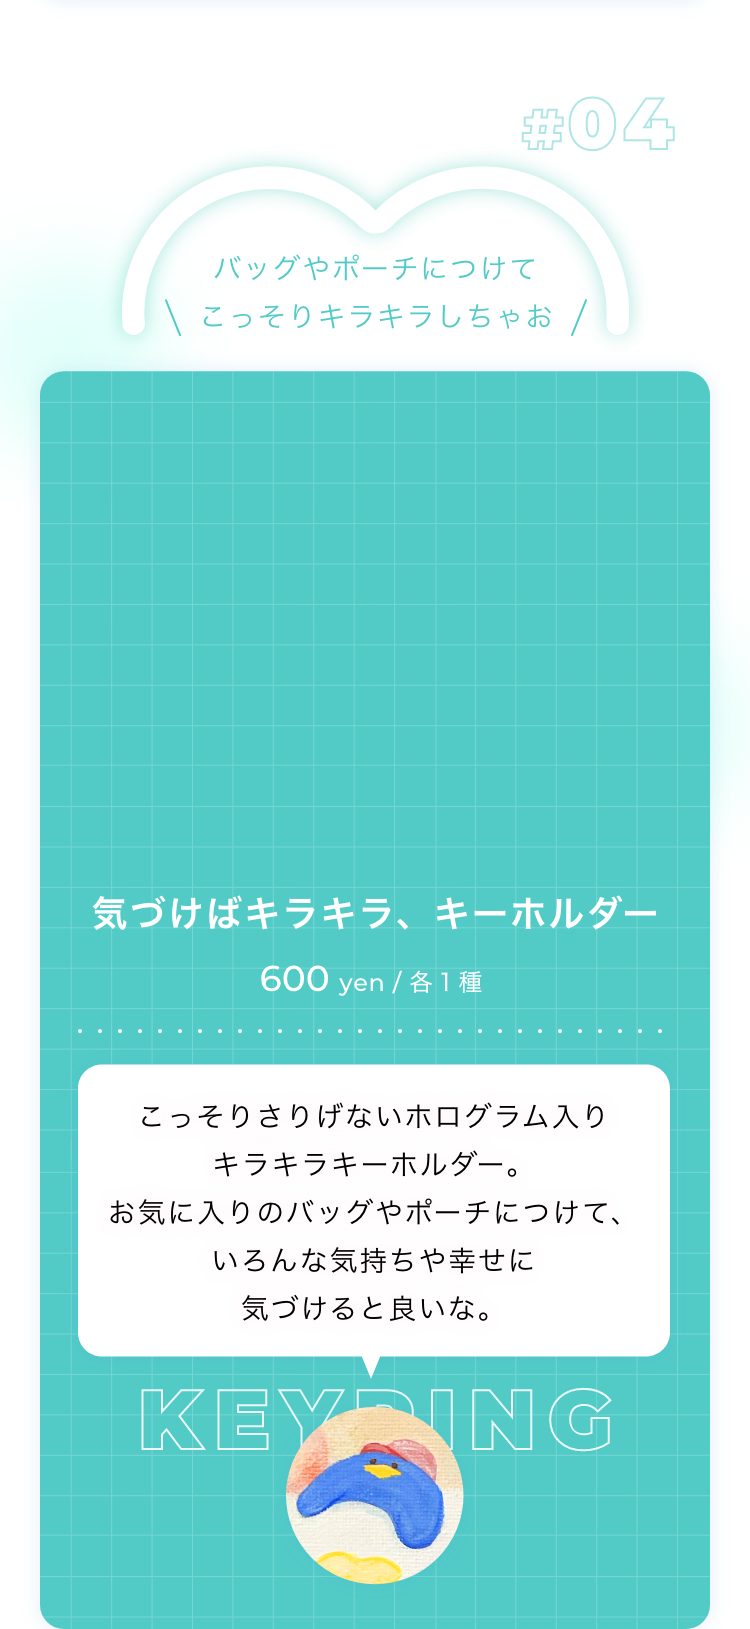 #04
バッグやポーチにつけて
\ こっそりキラキラしちゃお /
気づけばキラキラ、キーホルダー
600 yen / 各1種
こっそりさりげないホログラム入り
キラキラキーホルダー。
お気に入りのバッグやポーチにつけて、
いろんな気持ちや幸せに
気づけると良いな。
KEYRING